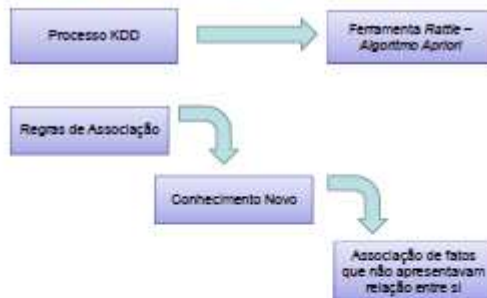 Processo KDD
Ferramenta Rattle –
Algoritmo Apriori
Regras de Associação
Conhecimento Novo
Associação de fatos
que não apresentavam
relação entre si